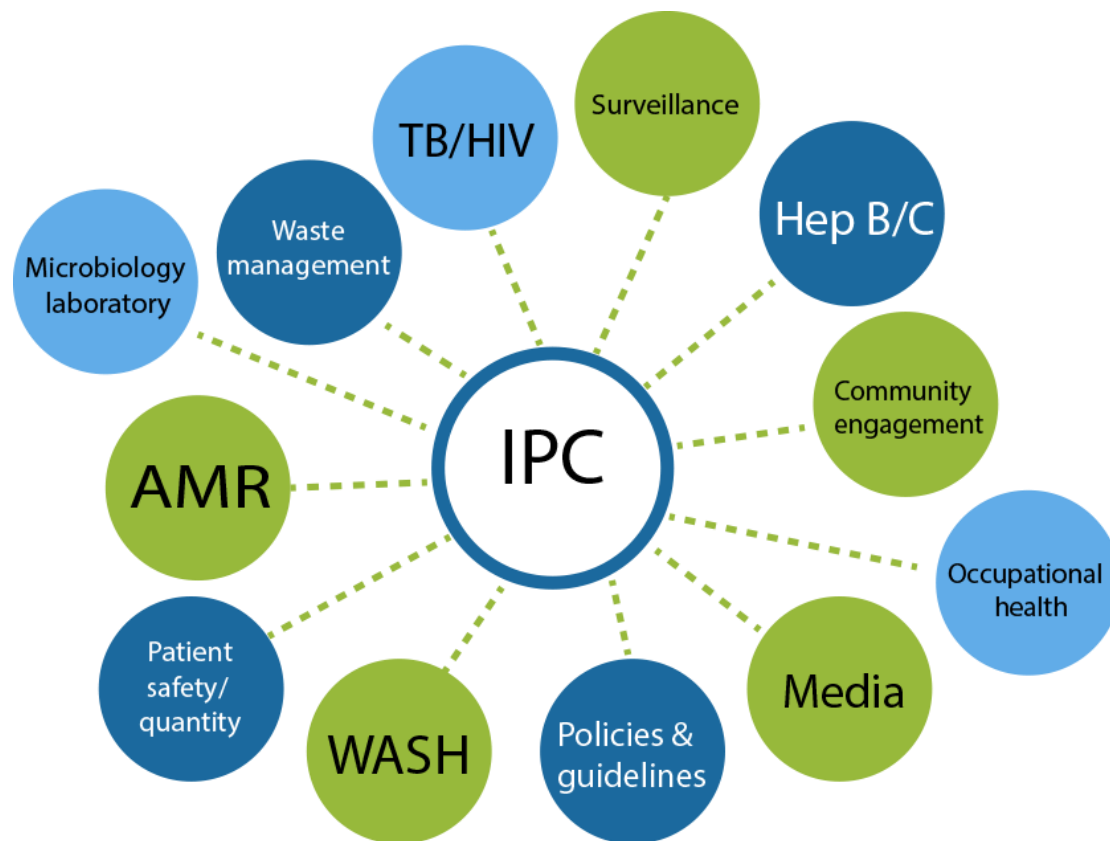 Surveillance
TB/HIV
Hep B/C
Waste
management
Microbiology
laboratory
Community
engagement
IPC
AMR
Occupational
health
Patient
safety/
quantity
Media
WASH
Policies &
guidelines